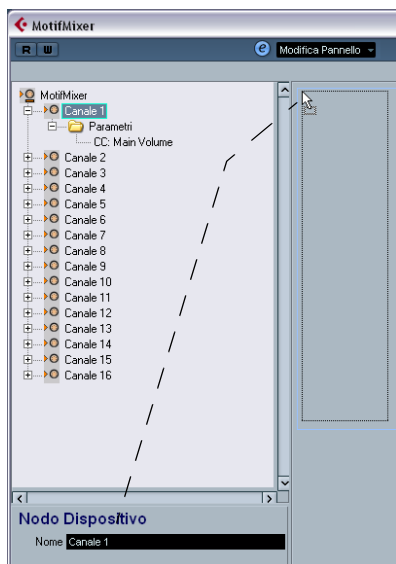 MotifMixer
R W e Modifica Pannello
MotifMixer
Canale 1
Parametri
CC: Main Volume
Canale 2
Canale 3
Canale 4
Canale 5
Canale 6
Canale 7
Canale 8
Canale 9
Canale 10
Canale 11
Canale 12
Canale 13
Canale 14
Canale 15
Canale 16
Nodo Dispositivo
Nome Canale 1